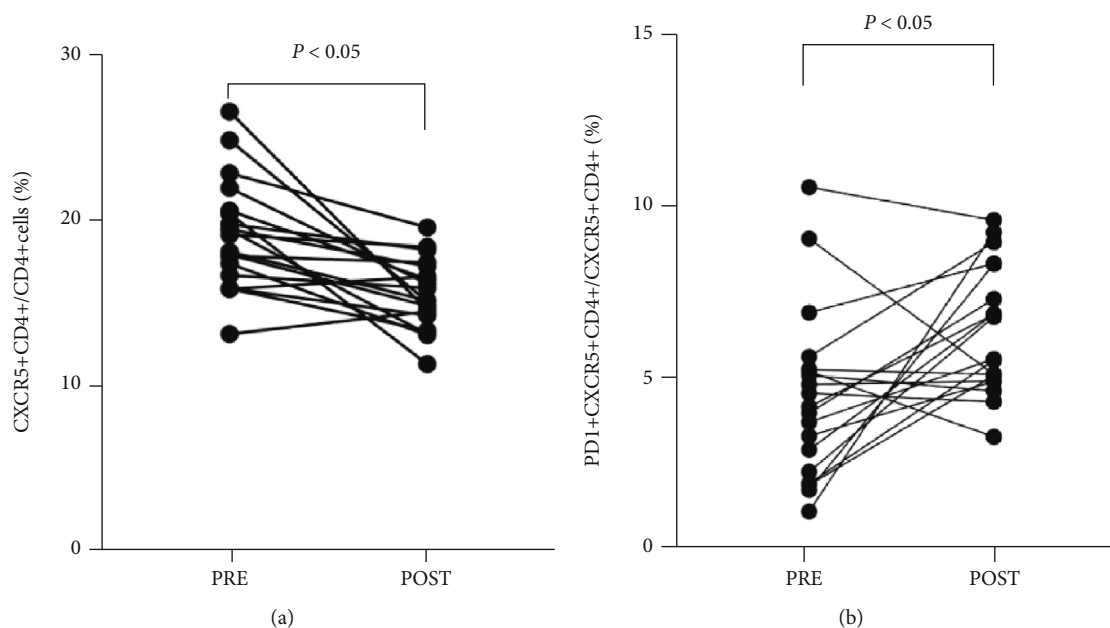 P < 0.05
30
20
10
0
CXCR5+CD4+/CD4+cells (%)
PRE
POST
(a)
P < 0.05
15
10
5
0
PD1+CXCR5+CD4+/CXCR5+CD4+ (%)
PRE
POST
(b)